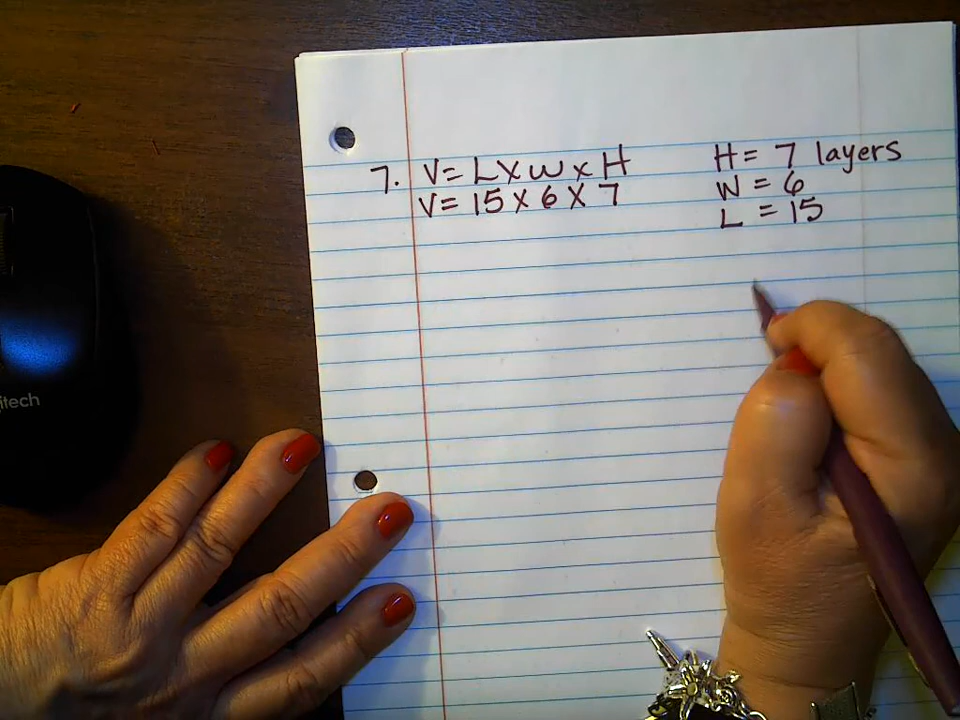 7. V= L x W x H
V= 15 x 6 x 7
H= 7 layers
W = 6
L = 15
itech